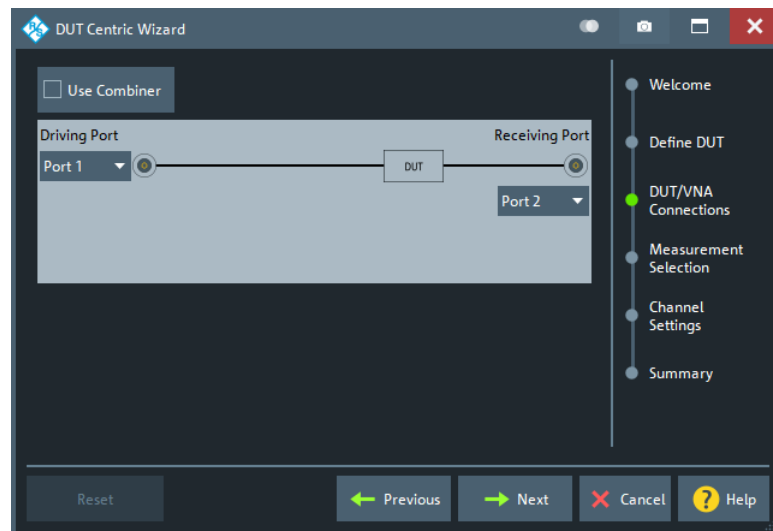 DUT Centric Wizard
Use Combiner
Driving Port
Receiving Port
Port 1
DUT
Port 2
Welcome
Define DUT
DUT/VNA
Connections
Measurement
Selection
Channel
Settings
Summary
Reset
Previous
Next
Cancel
? Help